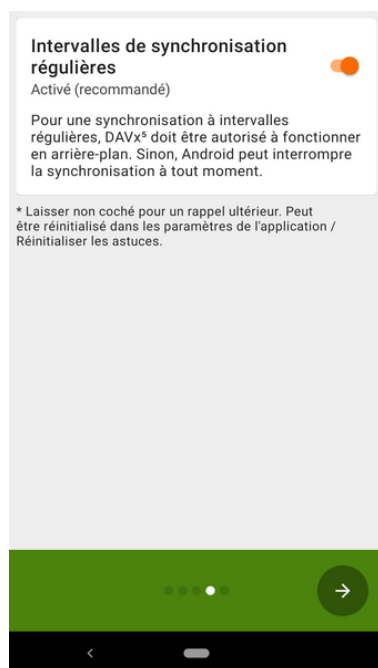 Intervalles de synchronisation
régulières
Activé (recommandé)
Pour une synchronisation à intervalles
régulières, DAVx⁵ doit être autorisé à fonctionner
en arrière-plan. Sinon, Android peut interrompre
la synchronisation à tout moment.
* Laisser non coché pour un rappel ultérieur. Peut
être réinitialisé dans les paramètres de l'application /
Réinitialiser les astuces.